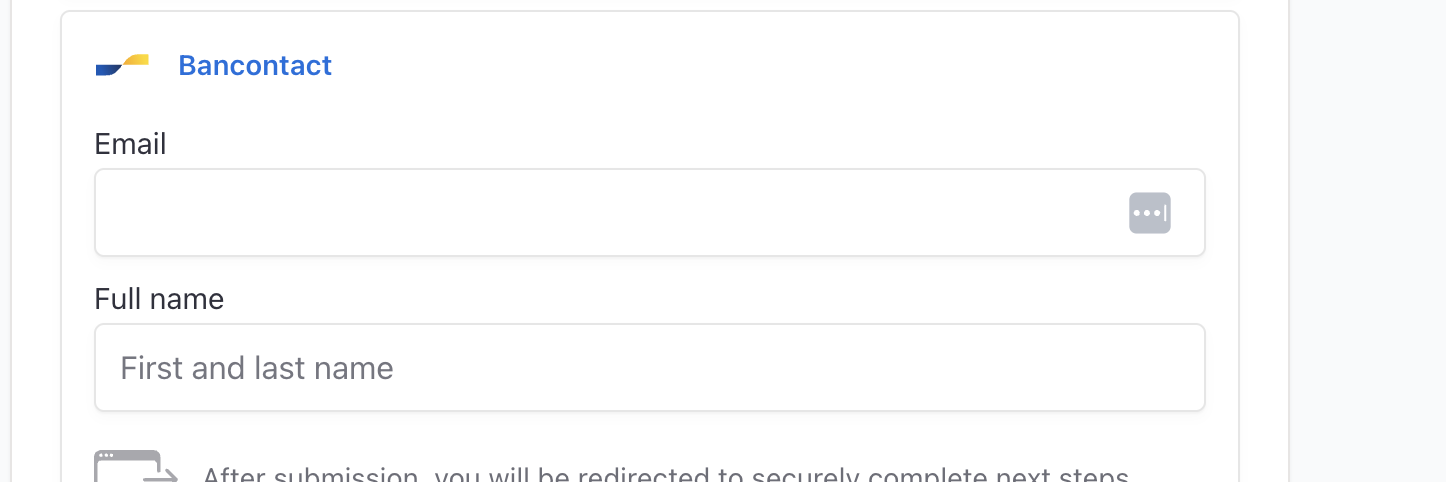 Bancontact
Email
Full name
First and last name
After submission, you will be redirected to securely complete next steps.